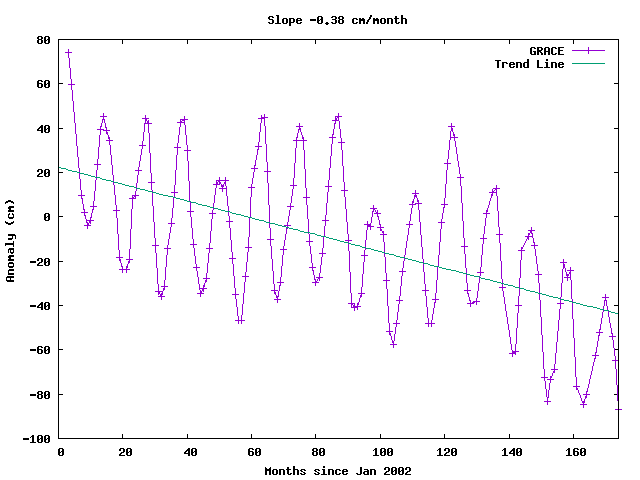 Slope -0.38 cm/month
GRACE
Trend Line
80
60
40
20
0
-20
-40
-60
-80
-100
Anomaly (cm)
0 20 40 60 80 100 120 140 160
Months since Jan 2002